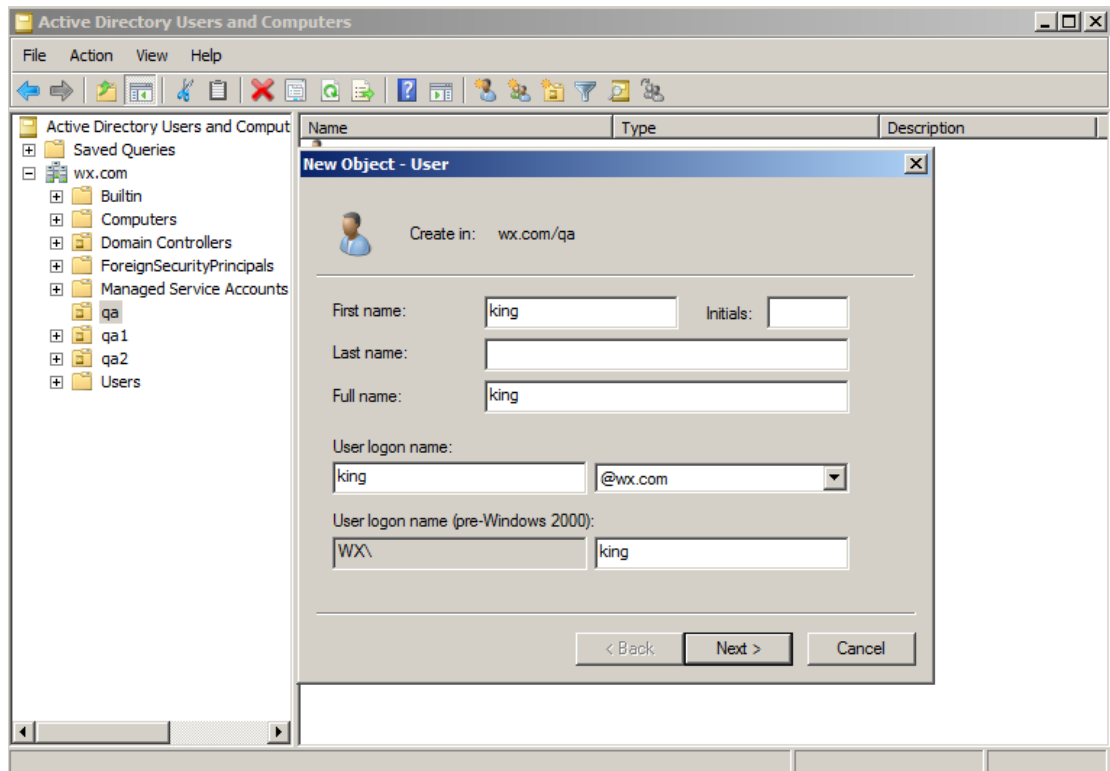 Active Directory Users and Computers
File Action View Help
Active Directory Users and Comput
Saved Queries
wx.com
Builtin
Computers
Domain Controllers
ForeignSecurityPrincipals
Managed Service Accounts
qa
qa1
qa2
Users
Name Type Description
New Object - User
Create in: wx.com/qa
First name: king Initials:
Last name:
Full name: king
User logon name:
king @wx.com
User logon name (pre-Windows 2000):
WX\ king
< Back Next > Cancel